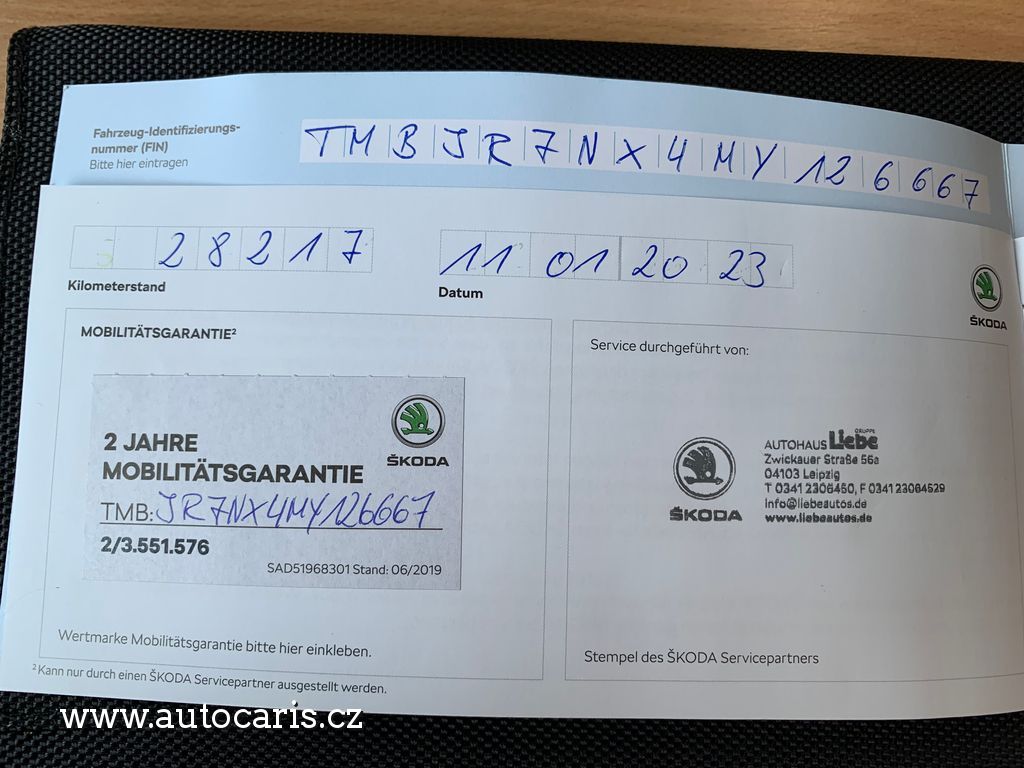 Fahrzeug-Identifizierungs-
nummer (FIN)
Bitte hier eintragen
TMBJR7NX4MY126667
28217
11 01 20 23
Kilometerstand
Datum
ŠKODA
MOBILITÄTSGARANTIE²
2 JAHRE
MOBILITÄTSGARANTIE
ŠKODA
TMB: JR7NX4MY126667
2/3.551.576
SAD51968301 Stand: 06/2019
Wertmarke Mobilitätsgarantie bitte hier einkleben.
² Kann nur durch einen ŠKODA Servicepartner ausgestellt werden.
Service durchgeführt von:
ŠKODA
GRUPPE
AUTOHAUS Liebe
Zwickauer Straße 56a
04103 Leipzig
T 0341 2306450, F 0341 23064529
info@liebeautos.de
www.liebeautos.de
Stempel des ŠKODA Servicepartners
www.autocaris.cz